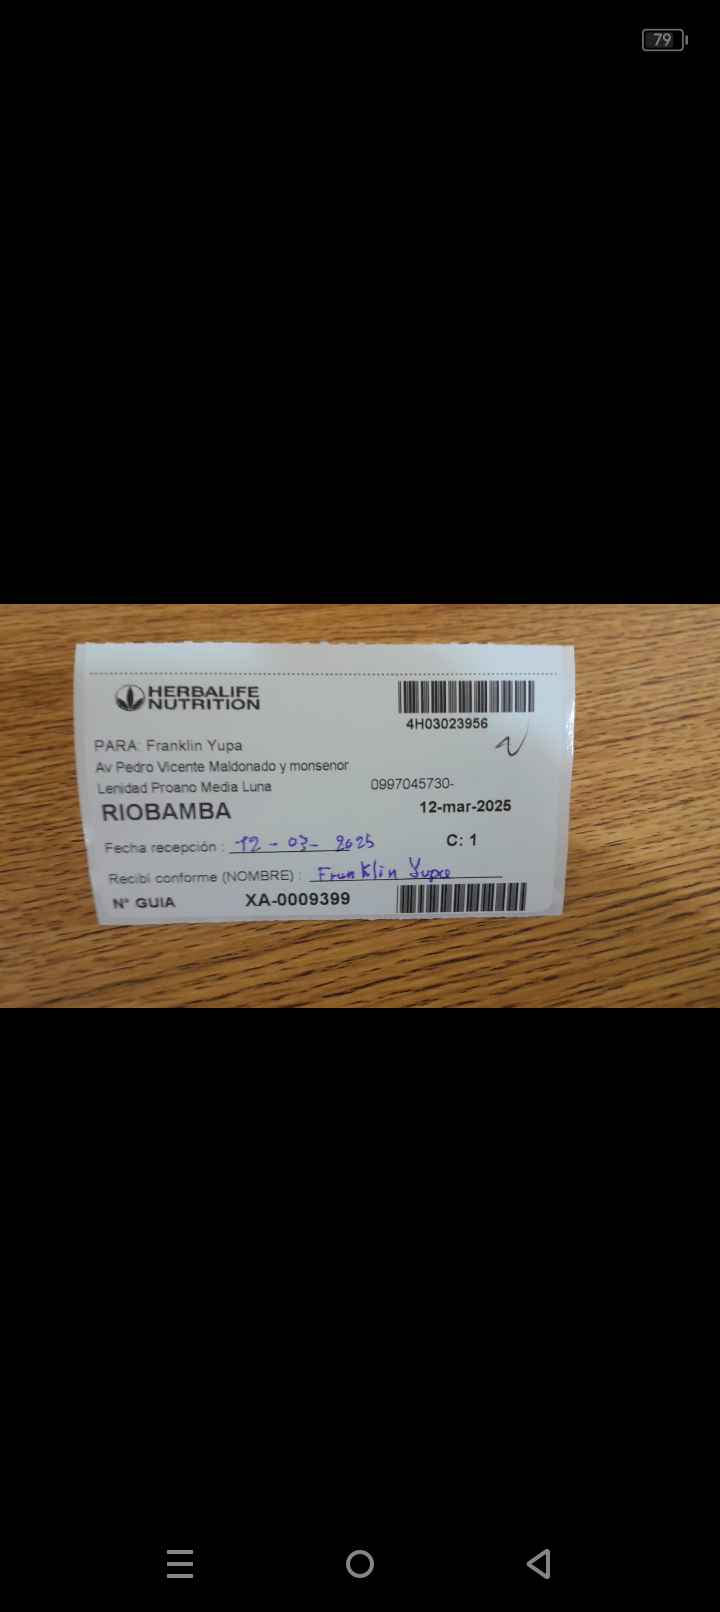 79
HERBALIFE
NUTRITION
4H03023956
PARA: Franklin Yupa
Av Pedro Vicente Maldonado y monsenor
Lenidad Proano Media Luna
0997045730-
RIOBAMBA
12-mar-2025
Fecha recepción : 12-03-2025
C: 1
Recibi conforme (NOMBRE) : Franklin Yupa
N° GUIA XA-0009399